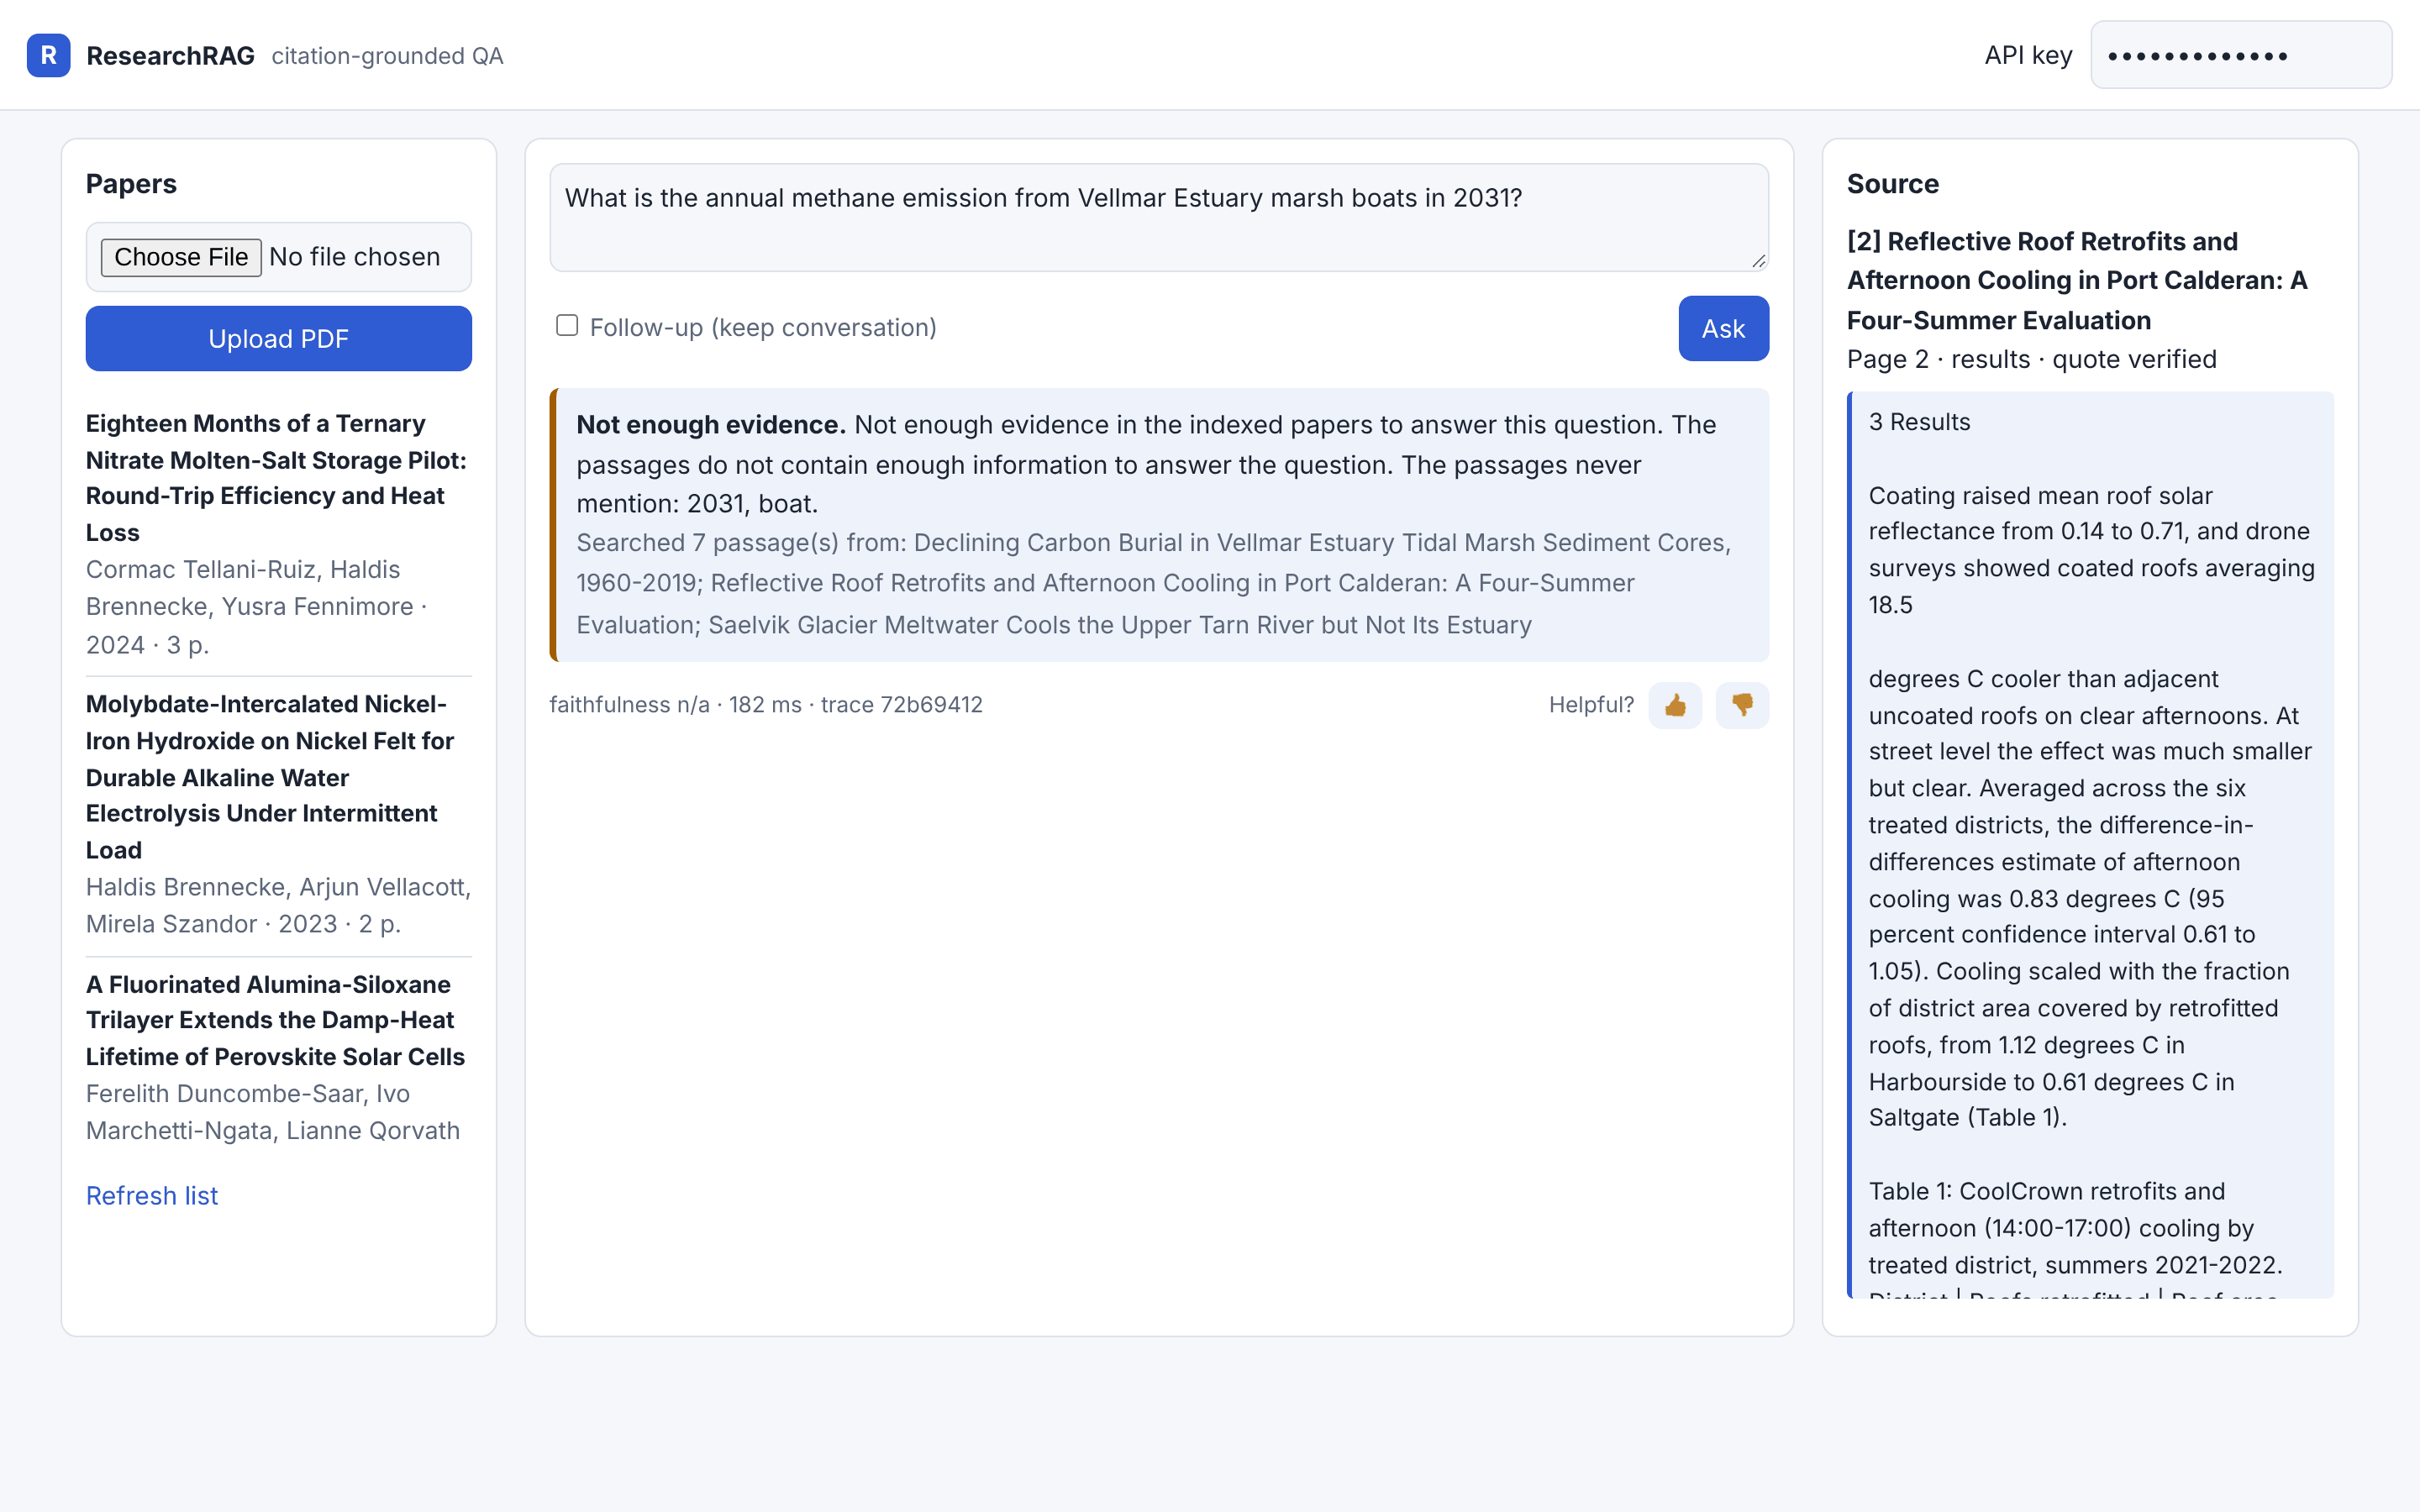 R ResearchRAG citation-grounded QA
API key •••••••••••••
Papers
Choose File No file chosen
Upload PDF
Eighteen Months of a Ternary
Nitrate Molten-Salt Storage Pilot:
Round-Trip Efficiency and Heat
Loss
Cormac Tellani-Ruiz, Haldis
Brennecke, Yusra Fennimore ·
2024 · 3 p.
Molybdate-Intercalated Nickel-
Iron Hydroxide on Nickel Felt for
Durable Alkaline Water
Electrolysis Under Intermittent
Load
Haldis Brennecke, Arjun Vellacott,
Mirela Szandor · 2023 · 2 p.
A Fluorinated Alumina-Siloxane
Trilayer Extends the Damp-Heat
Lifetime of Perovskite Solar Cells
Ferelith Duncombe-Saar, Ivo
Marchetti-Ngata, Lianne Qorvath
Refresh list
What is the annual methane emission from Vellmar Estuary marsh boats in 2031?
Follow-up (keep conversation)
Ask
Not enough evidence. Not enough evidence in the indexed papers to answer this question. The
passages do not contain enough information to answer the question. The passages never
mention: 2031, boat.
Searched 7 passage(s) from: Declining Carbon Burial in Vellmar Estuary Tidal Marsh Sediment Cores,
1960-2019; Reflective Roof Retrofits and Afternoon Cooling in Port Calderan: A Four-Summer
Evaluation; Saelvik Glacier Meltwater Cools the Upper Tarn River but Not Its Estuary
faithfulness n/a · 182 ms · trace 72b69412
Helpful? 👍 👎
Source
[2] Reflective Roof Retrofits and
Afternoon Cooling in Port Calderan: A
Four-Summer Evaluation
Page 2 · results · quote verified
3 Results
Coating raised mean roof solar
reflectance from 0.14 to 0.71, and drone
surveys showed coated roofs averaging
18.5
degrees C cooler than adjacent
uncoated roofs on clear afternoons. At
street level the effect was much smaller
but clear. Averaged across the six
treated districts, the difference-in-
differences estimate of afternoon
cooling was 0.83 degrees C (95
percent confidence interval 0.61 to
1.05). Cooling scaled with the fraction
of district area covered by retrofitted
roofs, from 1.12 degrees C in
Harbourside to 0.61 degrees C in
Saltgate (Table 1).
Table 1: CoolCrown retrofits and
afternoon (14:00-17:00) cooling by
treated district, summers 2021-2022.
District | Roofs retrofitted | Roof area